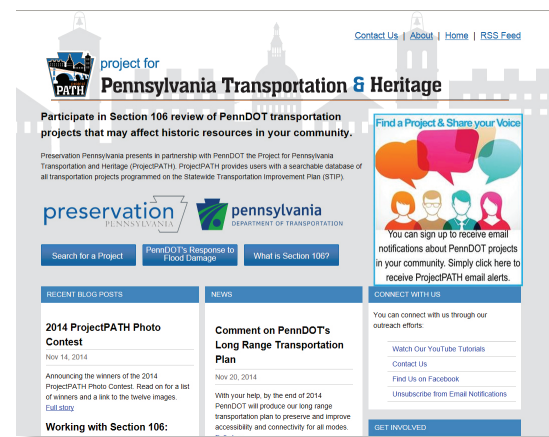 Contact Us | About | Home | RSS Feed
PATH
project for
Pennsylvania Transportation & Heritage
Participate in Section 106 review of PennDOT transportation
projects that may affect historic resources in your community.
Preservation Pennsylvania presents in partnership with PennDOT the Project for Pennsylvania
Transportation and Heritage (ProjectPATH). ProjectPATH provides users with a searchable database of
all transportation projects programmed on the Statewide Transportation Improvement Plan (STIP).
preservation
PENNSYLVANIA
pennsylvania
DEPARTMENT OF TRANSPORTATION
Search for a Project
PennDOT's Response to
Flood Damage
What is Section 106?
Find a Project & Share your Voice
You can sign up to receive email
notifications about PennDOT projects
in your community. Simply click here to
receive ProjectPATH email alerts.
RECENT BLOG POSTS
2014 ProjectPATH Photo
Contest
Nov 14, 2014
Announcing the winners of the 2014
ProjectPATH Photo Contest. Read on for a list
of winners and a link to the twelve images.
Full story
Working with Section 106:
NEWS
Comment on PennDOT's
Long Range Transportation
Plan
Nov 20, 2014
With your help, by the end of 2014
PennDOT will produce our long range
transportation plan to preserve and improve
accessibility and connectivity for all modes.
CONNECT WITH US
You can connect with us through our
outreach efforts:
Watch Our YouTube Tutorials
Contact Us
Find Us on Facebook
Unsubscribe from Email Notifications
GET INVOLVED